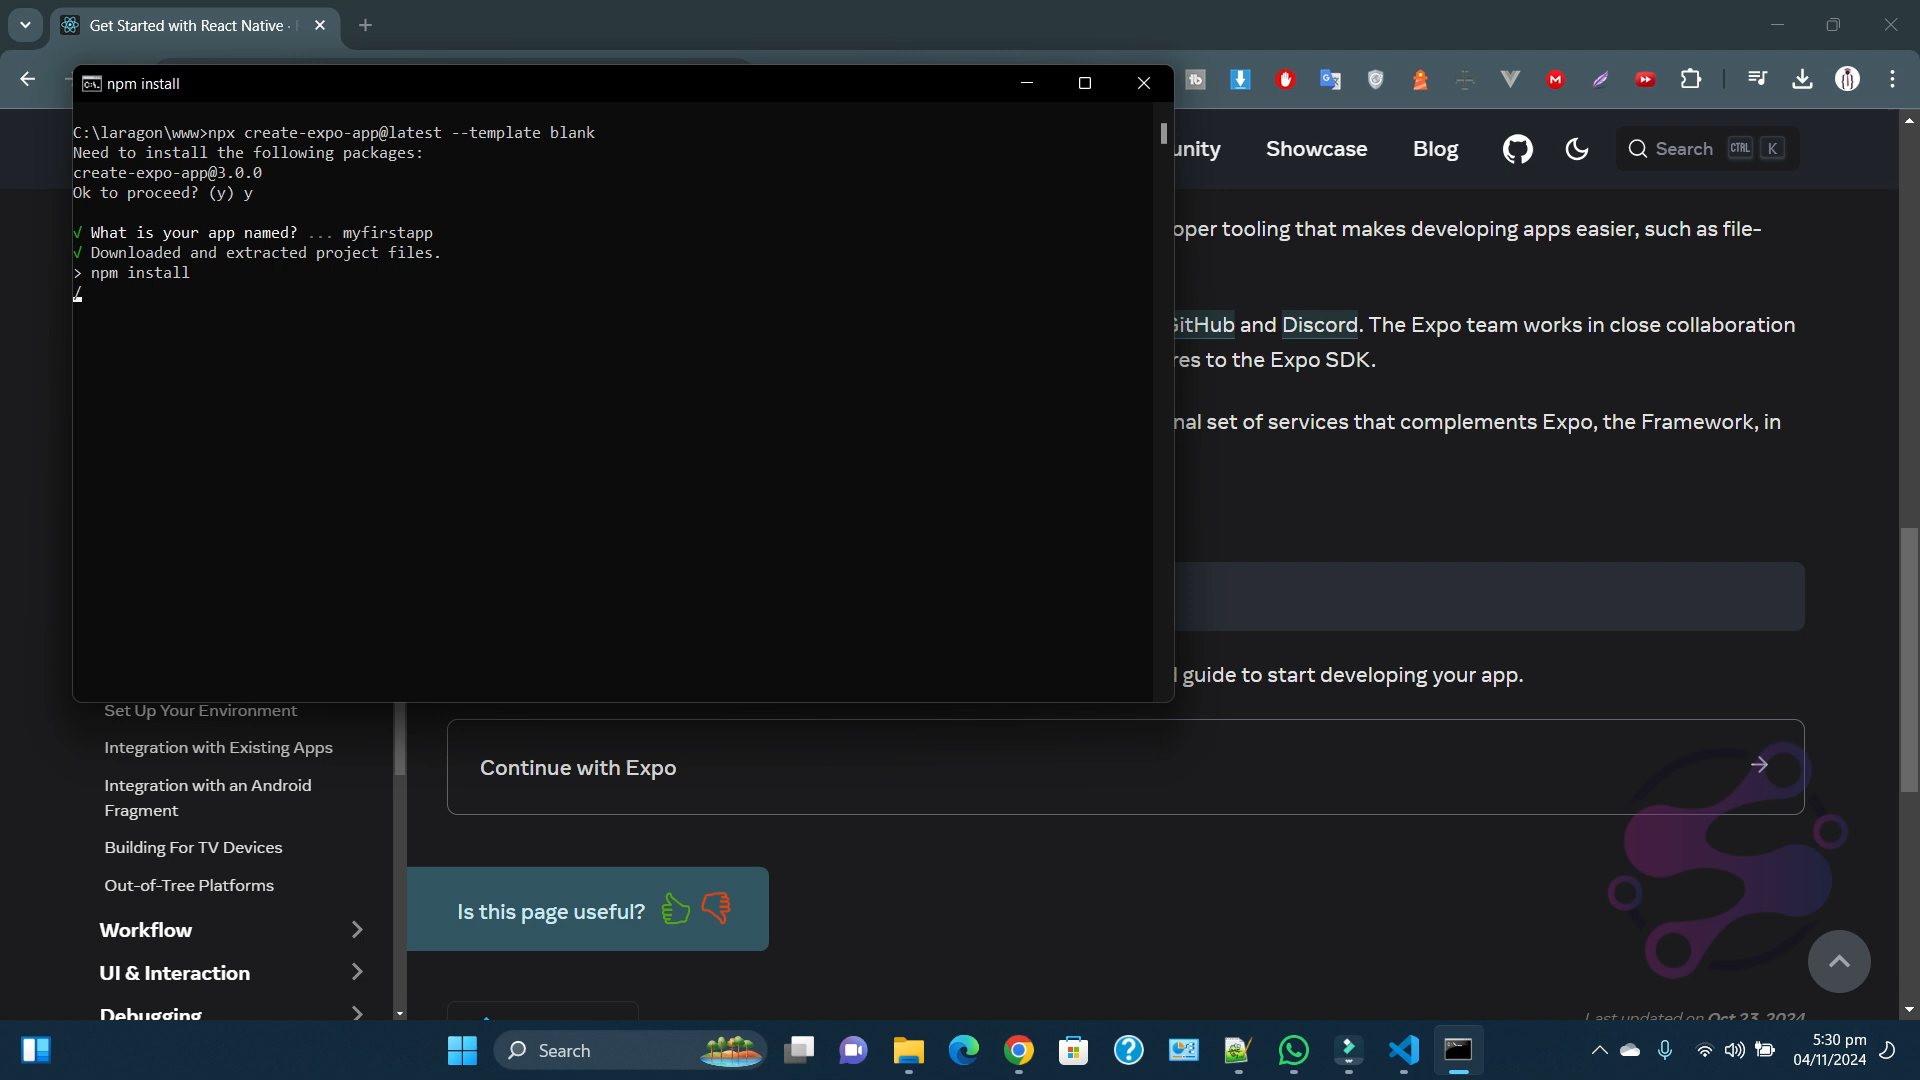 Get Started with React Native ·
npm install
C:\laragon\www>npx create-expo-app@latest --template blank
Need to install the following packages:
create-expo-app@3.0.0
Ok to proceed? (y) y
√ What is your app named? ... myfirstapp
√ Downloaded and extracted project files.
> npm install
/
unity
Showcase
Blog
Search CTRL K
oper tooling that makes developing apps easier, such as file-
GitHub and Discord. The Expo team works in close collaboration
res to the Expo SDK.
nal set of services that complements Expo, the Framework, in
guide to start developing your app.
Set Up Your Environment
Integration with Existing Apps
Integration with an Android
Fragment
Building For TV Devices
Out-of-Tree Platforms
Workflow
UI & Interaction
Debugging
Continue with Expo
Is this page useful?
Last updated on Oct 23, 2024
Search
5:30 pm
04/11/2024